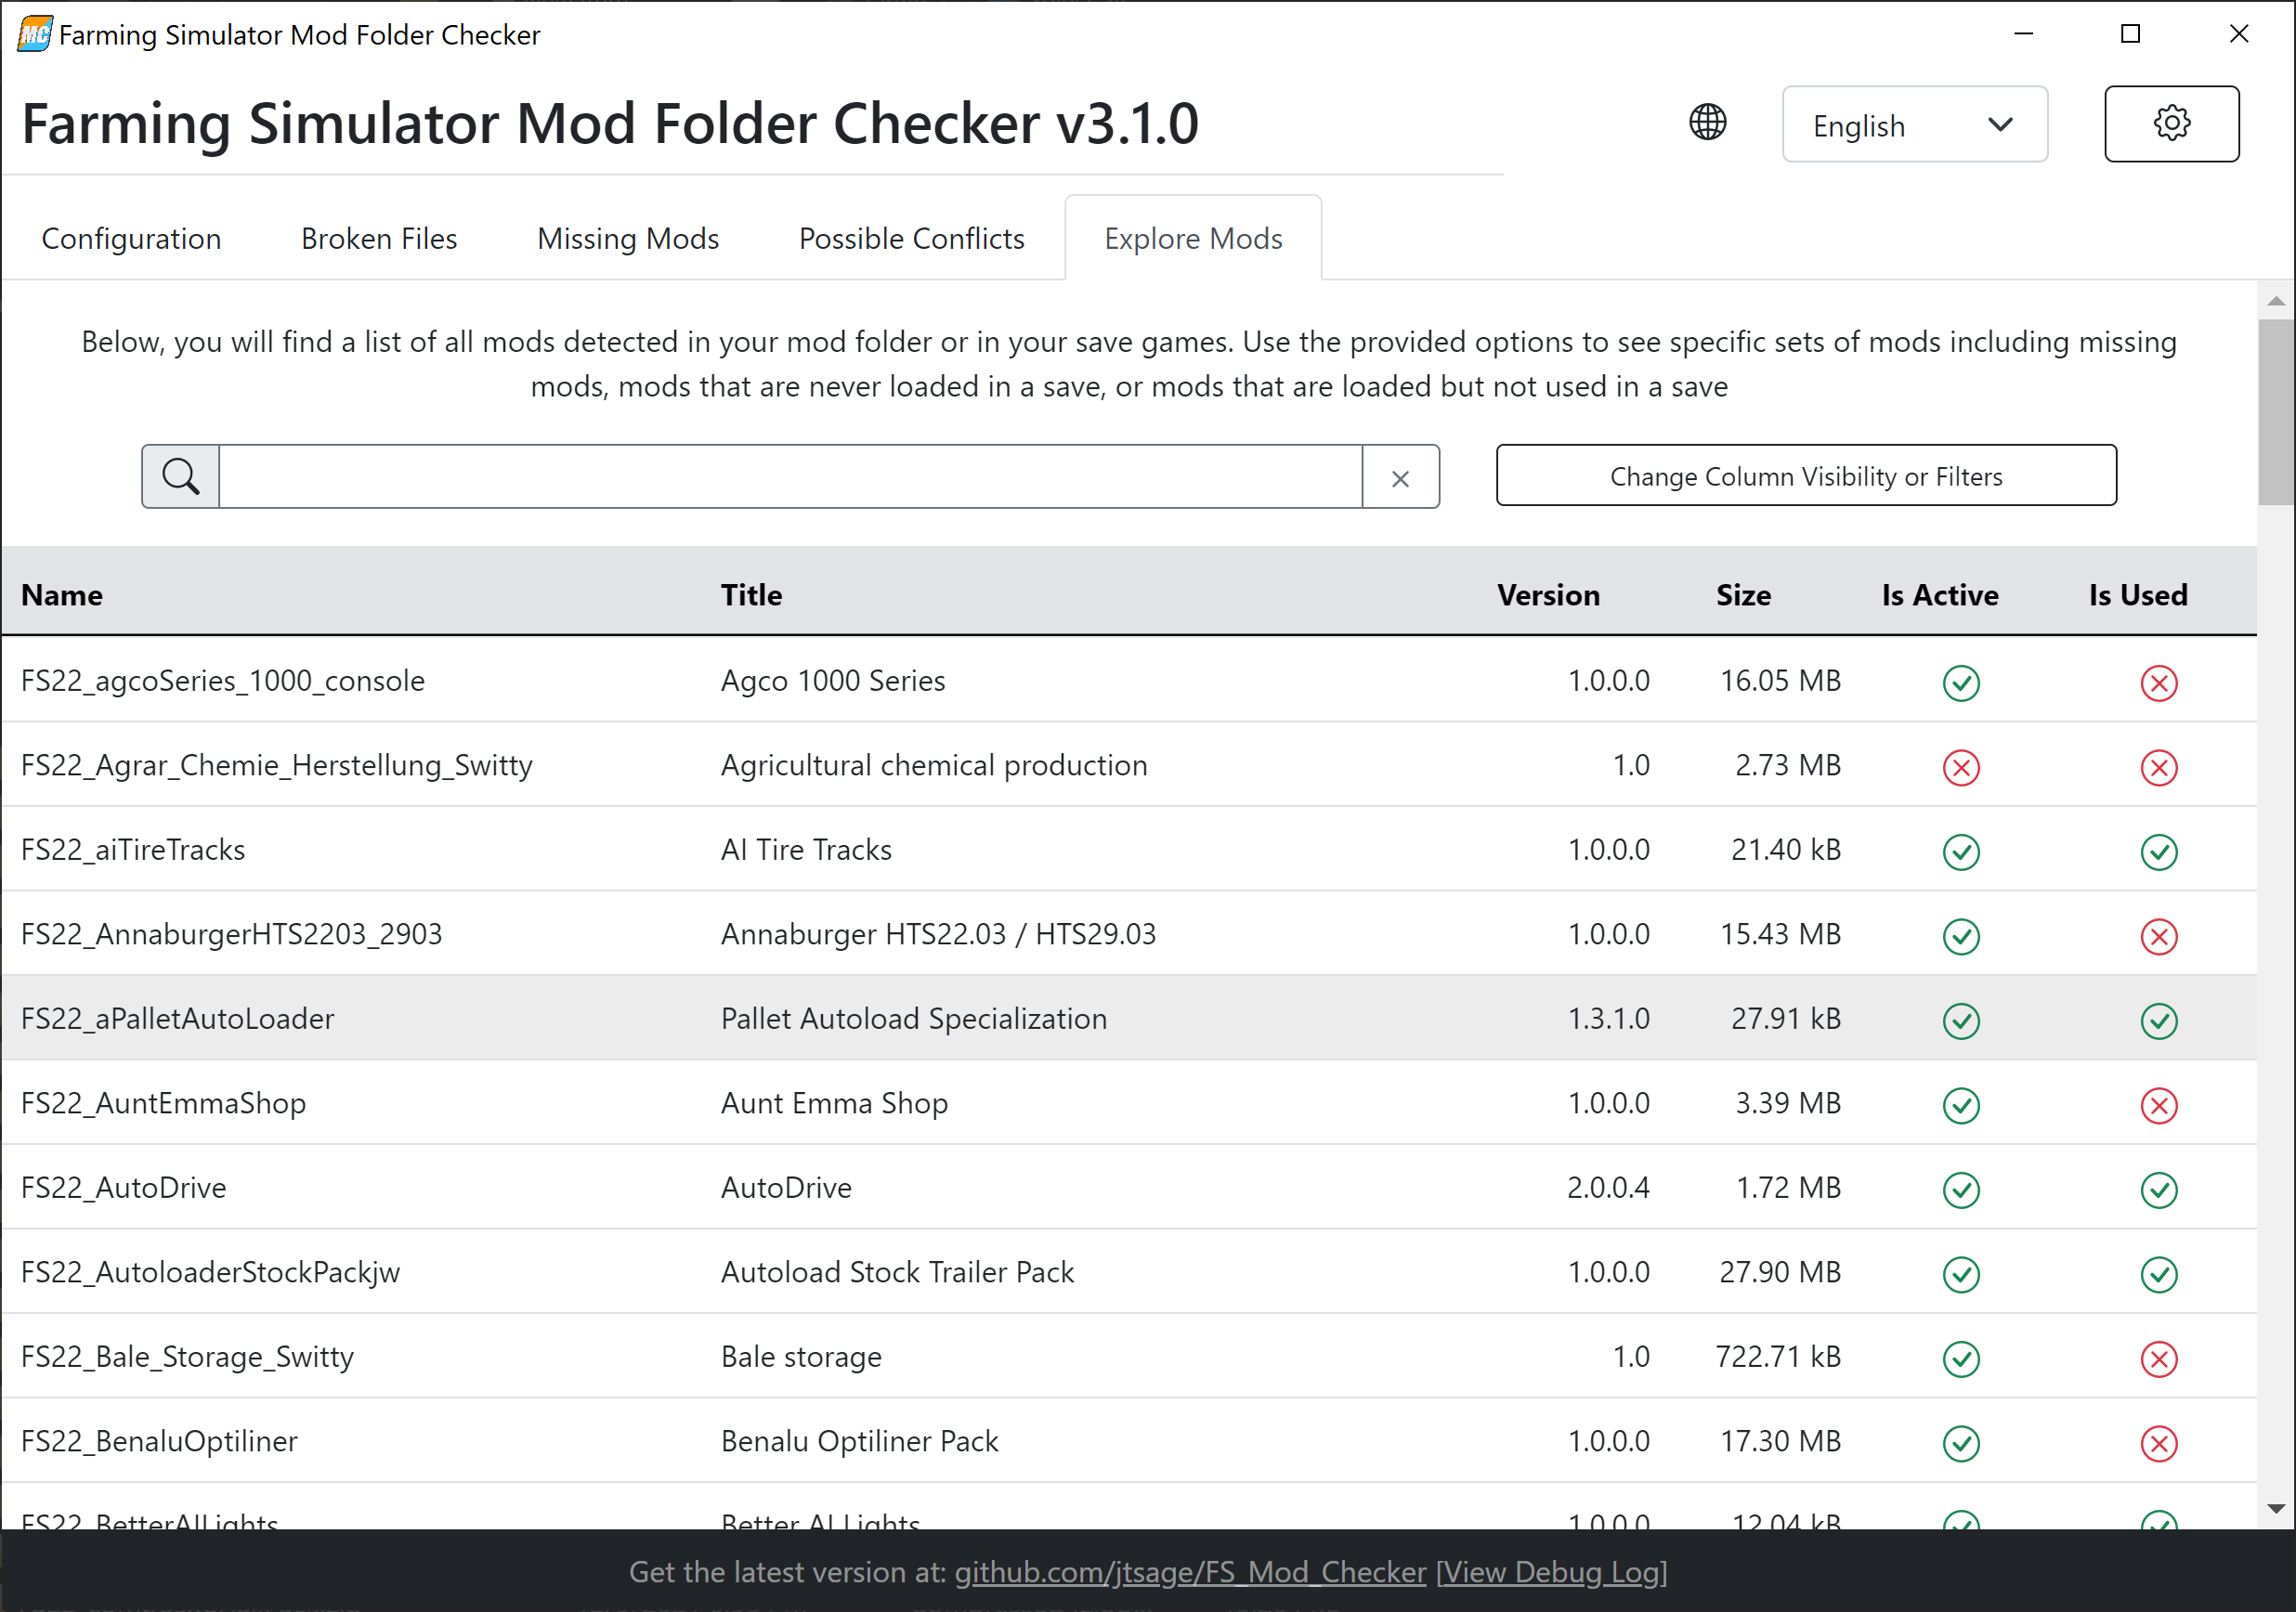 MC Farming Simulator Mod Folder Checker
Farming Simulator Mod Folder Checker v3.1.0
English
Configuration Broken Files Missing Mods Possible Conflicts Explore Mods
Below, you will find a list of all mods detected in your mod folder or in your save games. Use the provided options to see specific sets of mods including missing
mods, mods that are never loaded in a save, or mods that are loaded but not used in a save
Change Column Visibility or Filters
Name Title Version Size Is Active Is Used
FS22_agcoSeries_1000_console Agco 1000 Series 1.0.0.0 16.05 MB
FS22_Agrar_Chemie_Herstellung_Switty Agricultural chemical production 1.0 2.73 MB
FS22_aiTireTracks AI Tire Tracks 1.0.0.0 21.40 kB
FS22_AnnaburgerHTS2203_2903 Annaburger HTS22.03 / HTS29.03 1.0.0.0 15.43 MB
FS22_aPalletAutoLoader Pallet Autoload Specialization 1.3.1.0 27.91 kB
FS22_AuntEmmaShop Aunt Emma Shop 1.0.0.0 3.39 MB
FS22_AutoDrive AutoDrive 2.0.0.4 1.72 MB
FS22_AutoloaderStockPackjw Autoload Stock Trailer Pack 1.0.0.0 27.90 MB
FS22_Bale_Storage_Switty Bale storage 1.0 722.71 kB
FS22_BenaluOptiliner Benalu Optiliner Pack 1.0.0.0 17.30 MB
FS22_BetterAILights Better AI Lights 1.0.0.0 12.04 kB
Get the latest version at: github.com/jtsage/FS_Mod_Checker [View Debug Log]